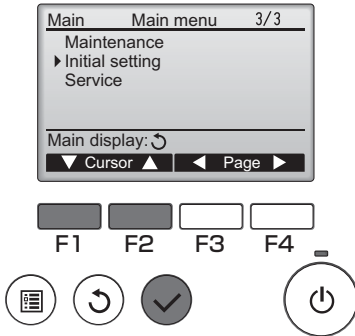 Main Main menu 3/3
Maintenance
Initial setting
Service
Main display:
Cursor Page
F1 F2 F3 F4